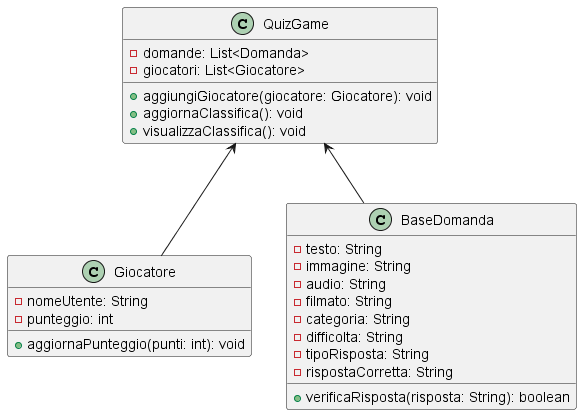 C QuizGame
domande: List<Domanda>
giocatori: List<Giocatore>
aggiungiGiocatore(giocatore: Giocatore): void
aggiornaClassifica(): void
visualizzaClassifica(): void
C Giocatore
nomeUtente: String
punteggio: int
aggiornaPunteggio(punti: int): void
C BaseDomanda
testo: String
immagine: String
audio: String
filmato: String
categoria: String
difficolta: String
tipoRisposta: String
rispostaCorretta: String
verificaRisposta(risposta: String): boolean